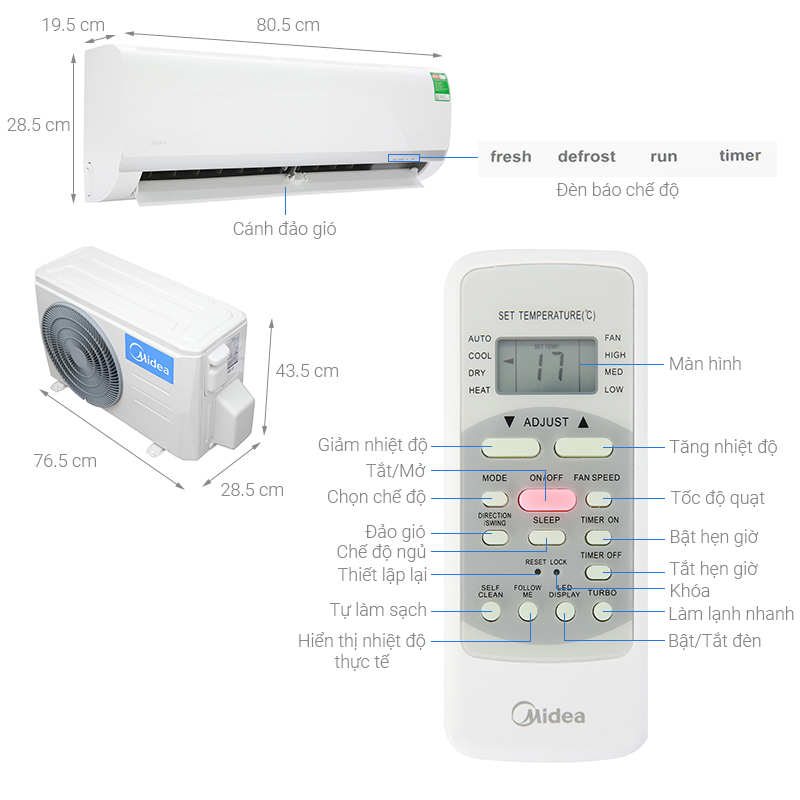 19.5 cm
80.5 cm
28.5 cm
Midea
fresh defrost run timer
Đèn báo chế độ
Cánh đảo gió
Midea
43.5 cm
76.5 cm
28.5 cm
SET TEMPERATURE(℃)
AUTO
COOL
DRY
HEAT
SET TEMP.
17
FAN
HIGH
MED
LOW
Màn hình
▼ ADJUST ▲
Giảm nhiệt độ
Tăng nhiệt độ
Tắt/Mở
MODE
ON/OFF
FAN SPEED
Chọn chế độ
Tốc độ quạt
DIRECTION
/SWING
SLEEP
TIMER ON
Đảo gió
Bật hẹn giờ
Chế độ ngủ
TIMER OFF
RESET LOCK
Thiết lập lại
Tắt hẹn giờ
Khóa
SELF
CLEAN
FOLLOW
ME
LED
DISPLAY
TURBO
Tự làm sạch
Làm lạnh nhanh
Hiển thị nhiệt độ
thực tế
Bật/Tắt đèn
Midea